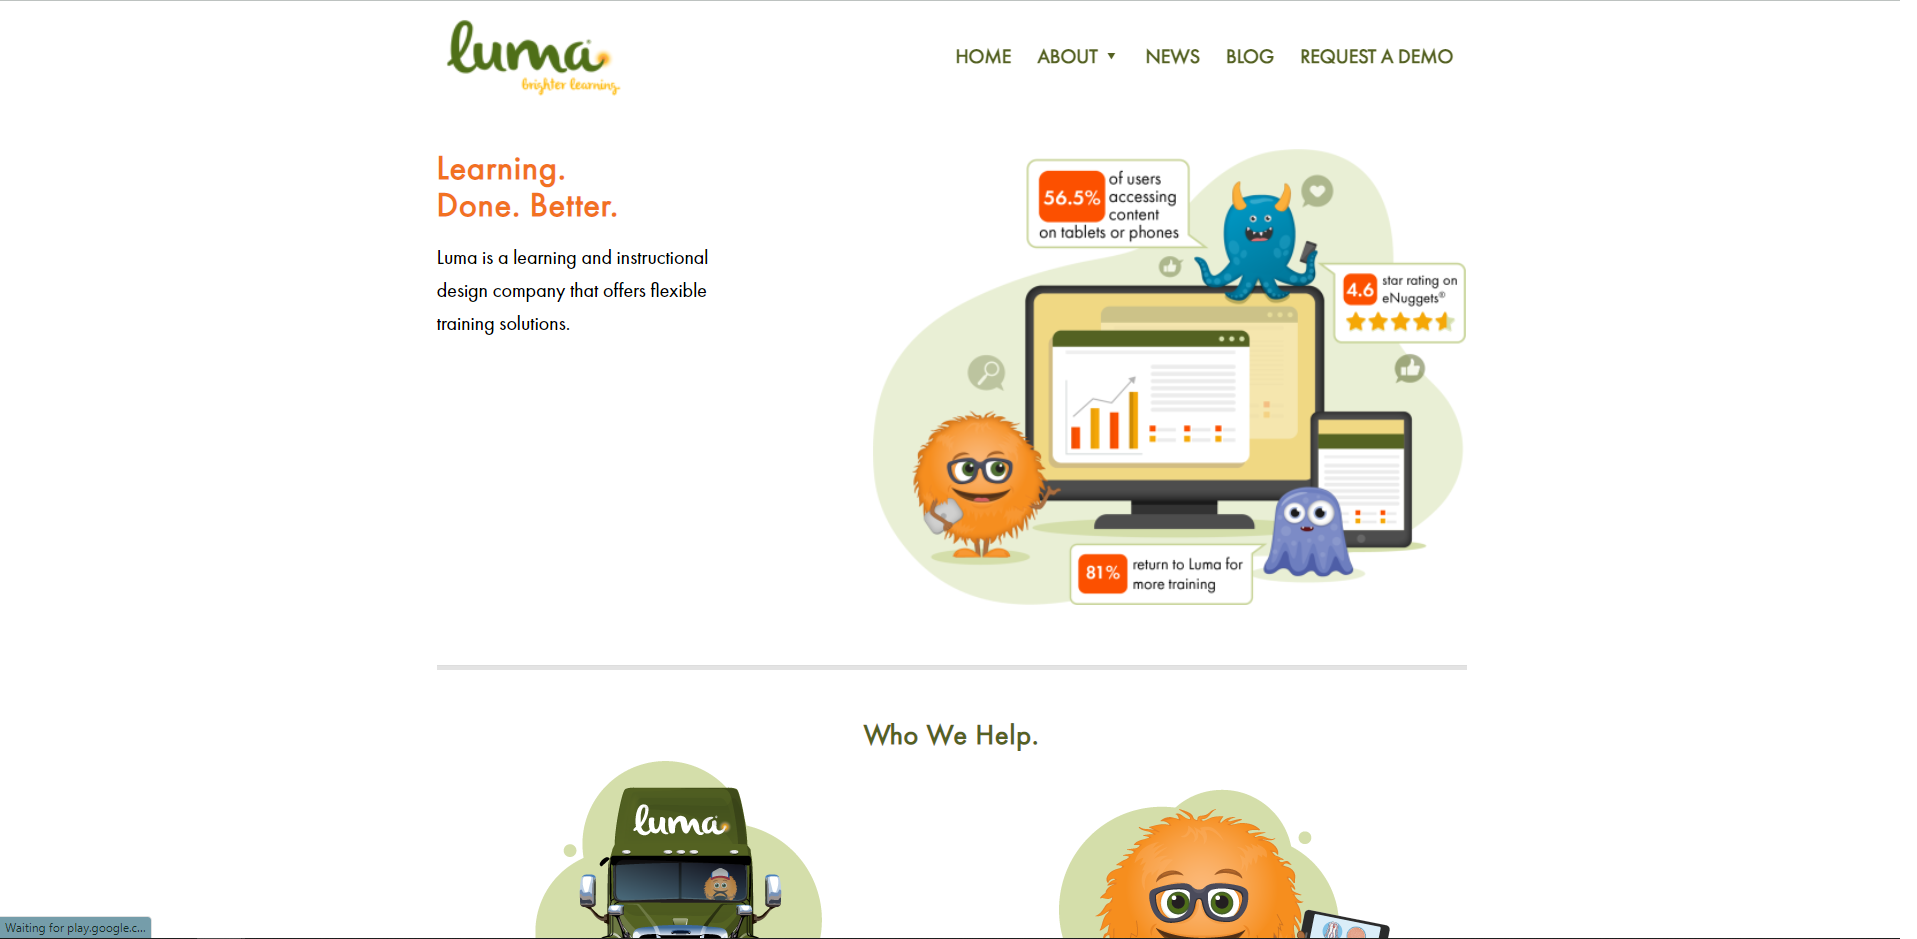 luma
brighter learning.
HOME ABOUT ▼ NEWS BLOG REQUEST A DEMO
Learning.
Done. Better.
Luma is a learning and instructional
design company that offers flexible
training solutions.
56.5% of users
accessing
content
on tablets or phones
4.6 star rating on
eNuggets®
81% return to Luma for
more training
Who We Help.
luma
Waiting for play.google.c...